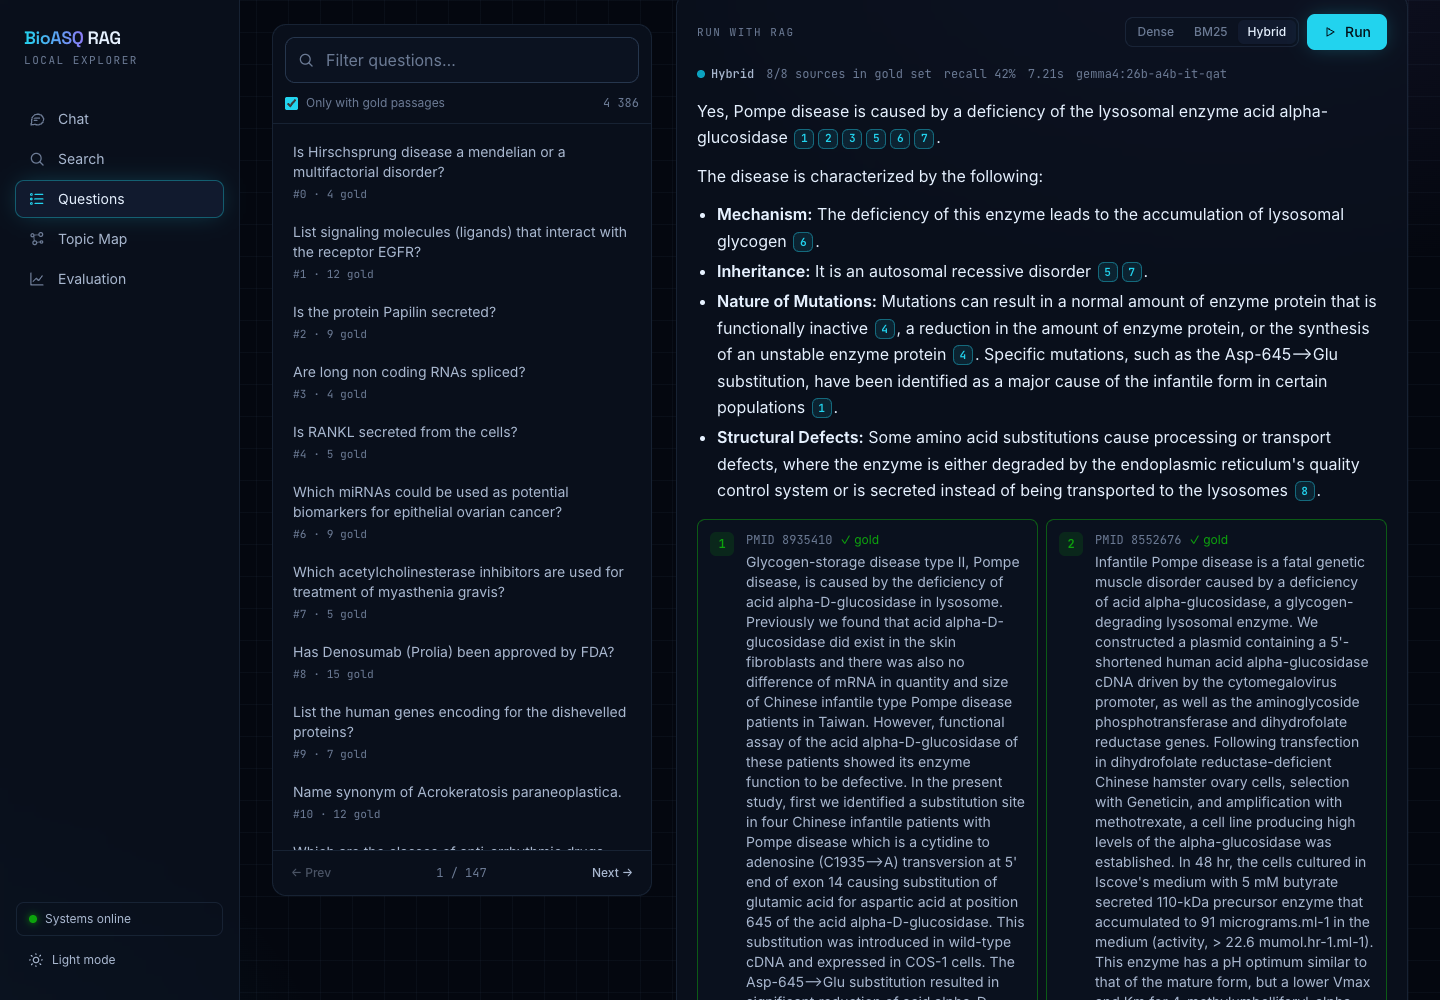 BioASQ RAG
LOCAL EXPLORER
Chat
Search
Questions
Topic Map
Evaluation
Systems online
Light mode
Filter questions...
Only with gold passages
4 386
Is Hirschsprung disease a mendelian or a
multifactorial disorder?
#0 · 4 gold
List signaling molecules (ligands) that interact with
the receptor EGFR?
#1 · 12 gold
Is the protein Papilin secreted?
#2 · 9 gold
Are long non coding RNAs spliced?
#3 · 4 gold
Is RANKL secreted from the cells?
#4 · 5 gold
Which miRNAs could be used as potential
biomarkers for epithelial ovarian cancer?
#6 · 9 gold
Which acetylcholinesterase inhibitors are used for
treatment of myasthenia gravis?
#7 · 5 gold
Has Denosumab (Prolia) been approved by FDA?
#8 · 15 gold
List the human genes encoding for the dishevelled
proteins?
#9 · 7 gold
Name synonym of Acrokeratosis paraneoplastica.
#10 · 12 gold
Which are the classes of anti-arrhythmic drugs
← Prev
1 / 147
Next →
RUN WITH RAG
Dense BM25 Hybrid
Run
Hybrid 8/8 sources in gold set recall 42% 7.21s gemma4:26b-a4b-it-qat
Yes, Pompe disease is caused by a deficiency of the lysosomal enzyme acid alpha-
glucosidase 1 2 3 5 6 7 .
The disease is characterized by the following:
• Mechanism: The deficiency of this enzyme leads to the accumulation of lysosomal
glycogen 6 .
• Inheritance: It is an autosomal recessive disorder 5 7 .
• Nature of Mutations: Mutations can result in a normal amount of enzyme protein that is
functionally inactive 4 , a reduction in the amount of enzyme protein, or the synthesis
of an unstable enzyme protein 4 . Specific mutations, such as the Asp-645-->Glu
substitution, have been identified as a major cause of the infantile form in certain
populations 1 .
• Structural Defects: Some amino acid substitutions cause processing or transport
defects, where the enzyme is either degraded by the endoplasmic reticulum's quality
control system or is secreted instead of being transported to the lysosomes 8 .
1
PMID 8935410 ✓ gold
Glycogen-storage disease type II, Pompe
disease, is caused by the deficiency of
acid alpha-D-glucosidase in lysosome.
Previously we found that acid alpha-D-
glucosidase did exist in the skin
fibroblasts and there was also no
difference of mRNA in quantity and size
of Chinese infantile type Pompe disease
patients in Taiwan. However, functional
assay of the acid alpha-D-glucosidase of
these patients showed its enzyme
function to be defective. In the present
study, first we identified a substitution site
in four Chinese infantile patients with
Pompe disease which is a cytidine to
adenosine (C1935-->A) transversion at 5'
end of exon 14 causing substitution of
glutamic acid for aspartic acid at position
645 of the acid alpha-D-glucosidase. This
substitution was introduced in wild-type
cDNA and expressed in COS-1 cells. The
Asp-645-->Glu substitution resulted in
significant reduction of acid alpha-D-
2
PMID 8552676 ✓ gold
Infantile Pompe disease is a fatal genetic
muscle disorder caused by a deficiency
of acid alpha-glucosidase, a glycogen-
degrading lysosomal enzyme. We
constructed a plasmid containing a 5'-
shortened human acid alpha-glucosidase
cDNA driven by the cytomegalovirus
promoter, as well as the aminoglycoside
phosphotransferase and dihydrofolate
reductase genes. Following transfection
in dihydrofolate reductase-deficient
Chinese hamster ovary cells, selection
with Geneticin, and amplification with
methotrexate, a cell line producing high
levels of the alpha-glucosidase was
established. In 48 hr, the cells cultured in
Iscove's medium with 5 mM butyrate
secreted 110-kDa precursor enzyme that
accumulated to 91 micrograms.ml-1 in the
medium (activity, > 22.6 mumol.hr-1.ml-1).
This enzyme has a pH optimum similar to
that of the mature form, but a lower Vmax
and Km for 4-methylumbelliferyl-alpha-